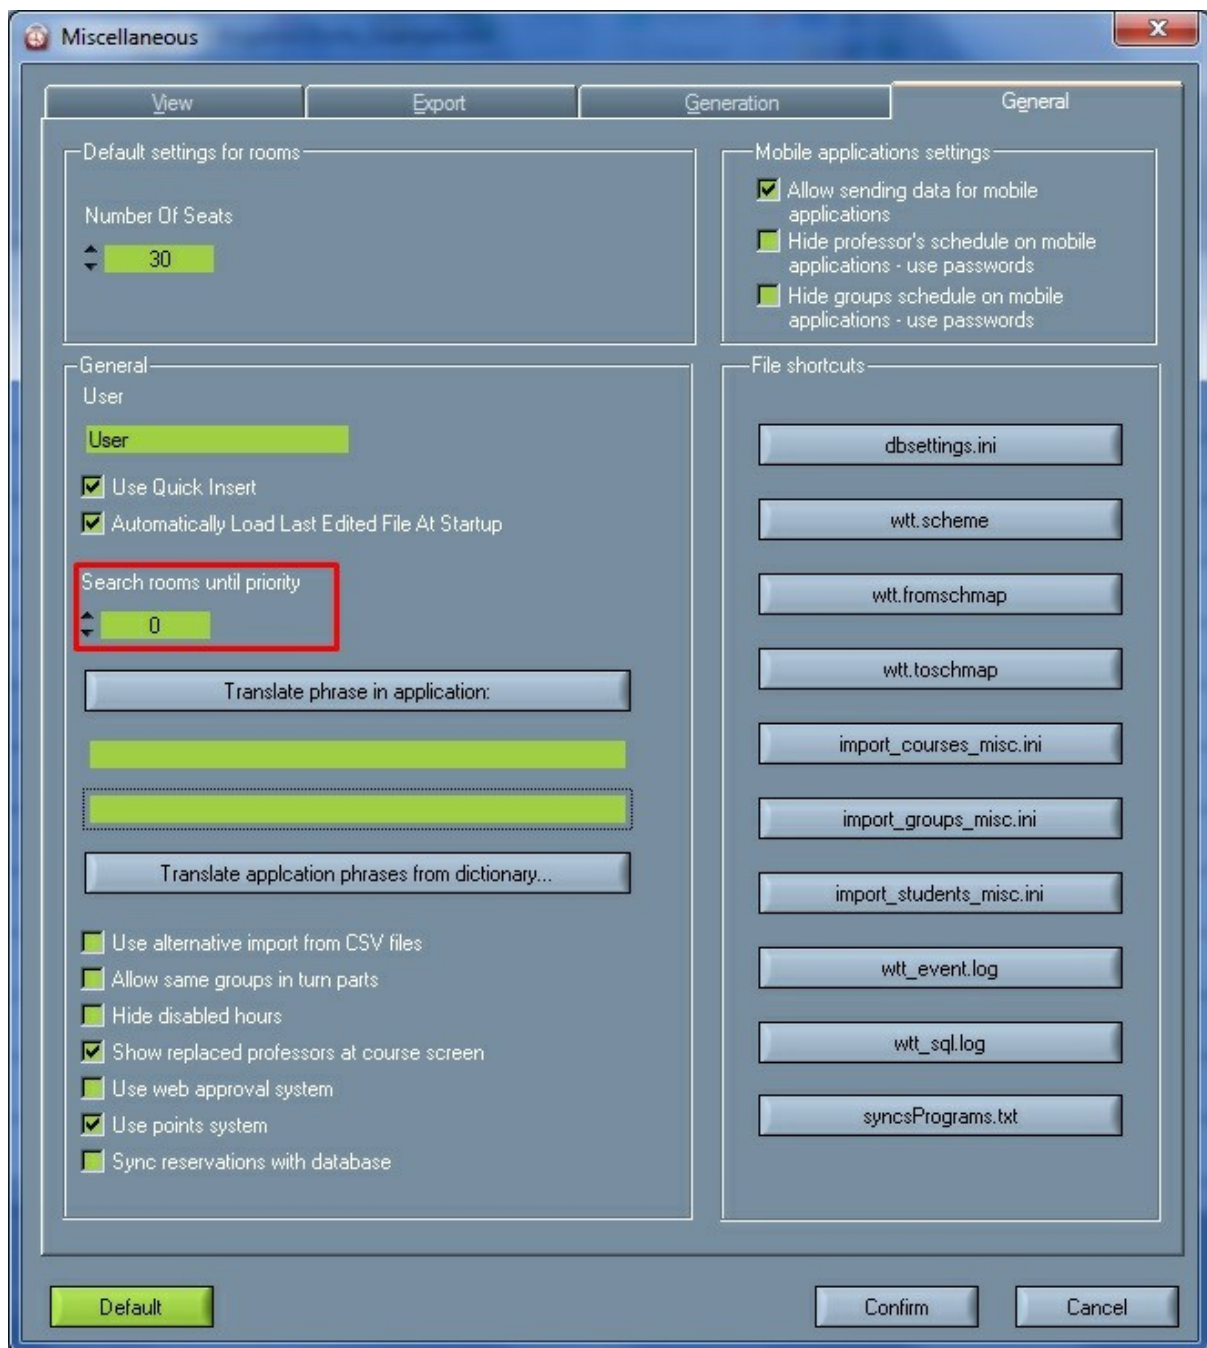 Miscellaneous
X
View
Export
Generation
General
Default settings for rooms
Number Of Seats
30
Mobile applications settings
Allow sending data for mobile
applications
Hide professor's schedule on mobile
applications - use passwords
Hide groups schedule on mobile
applications - use passwords
General
User
User
Use Quick Insert
Automatically Load Last Edited File At Startup
Search rooms until priority
0
Translate phrase in application:
Translate applcation phrases from dictionary...
Use alternative import from CSV files
Allow same groups in turn parts
Hide disabled hours
Show replaced professors at course screen
Use web approval system
Use points system
Sync reservations with database
File shortcuts
dbsettings.ini
wtt.scheme
wtt.fromschmap
wtt.toschmap
import_courses_misc.ini
import_groups_misc.ini
import_students_misc.ini
wtt_event.log
wtt_sql.log
syncsPrograms.txt
Default
Confirm
Cancel